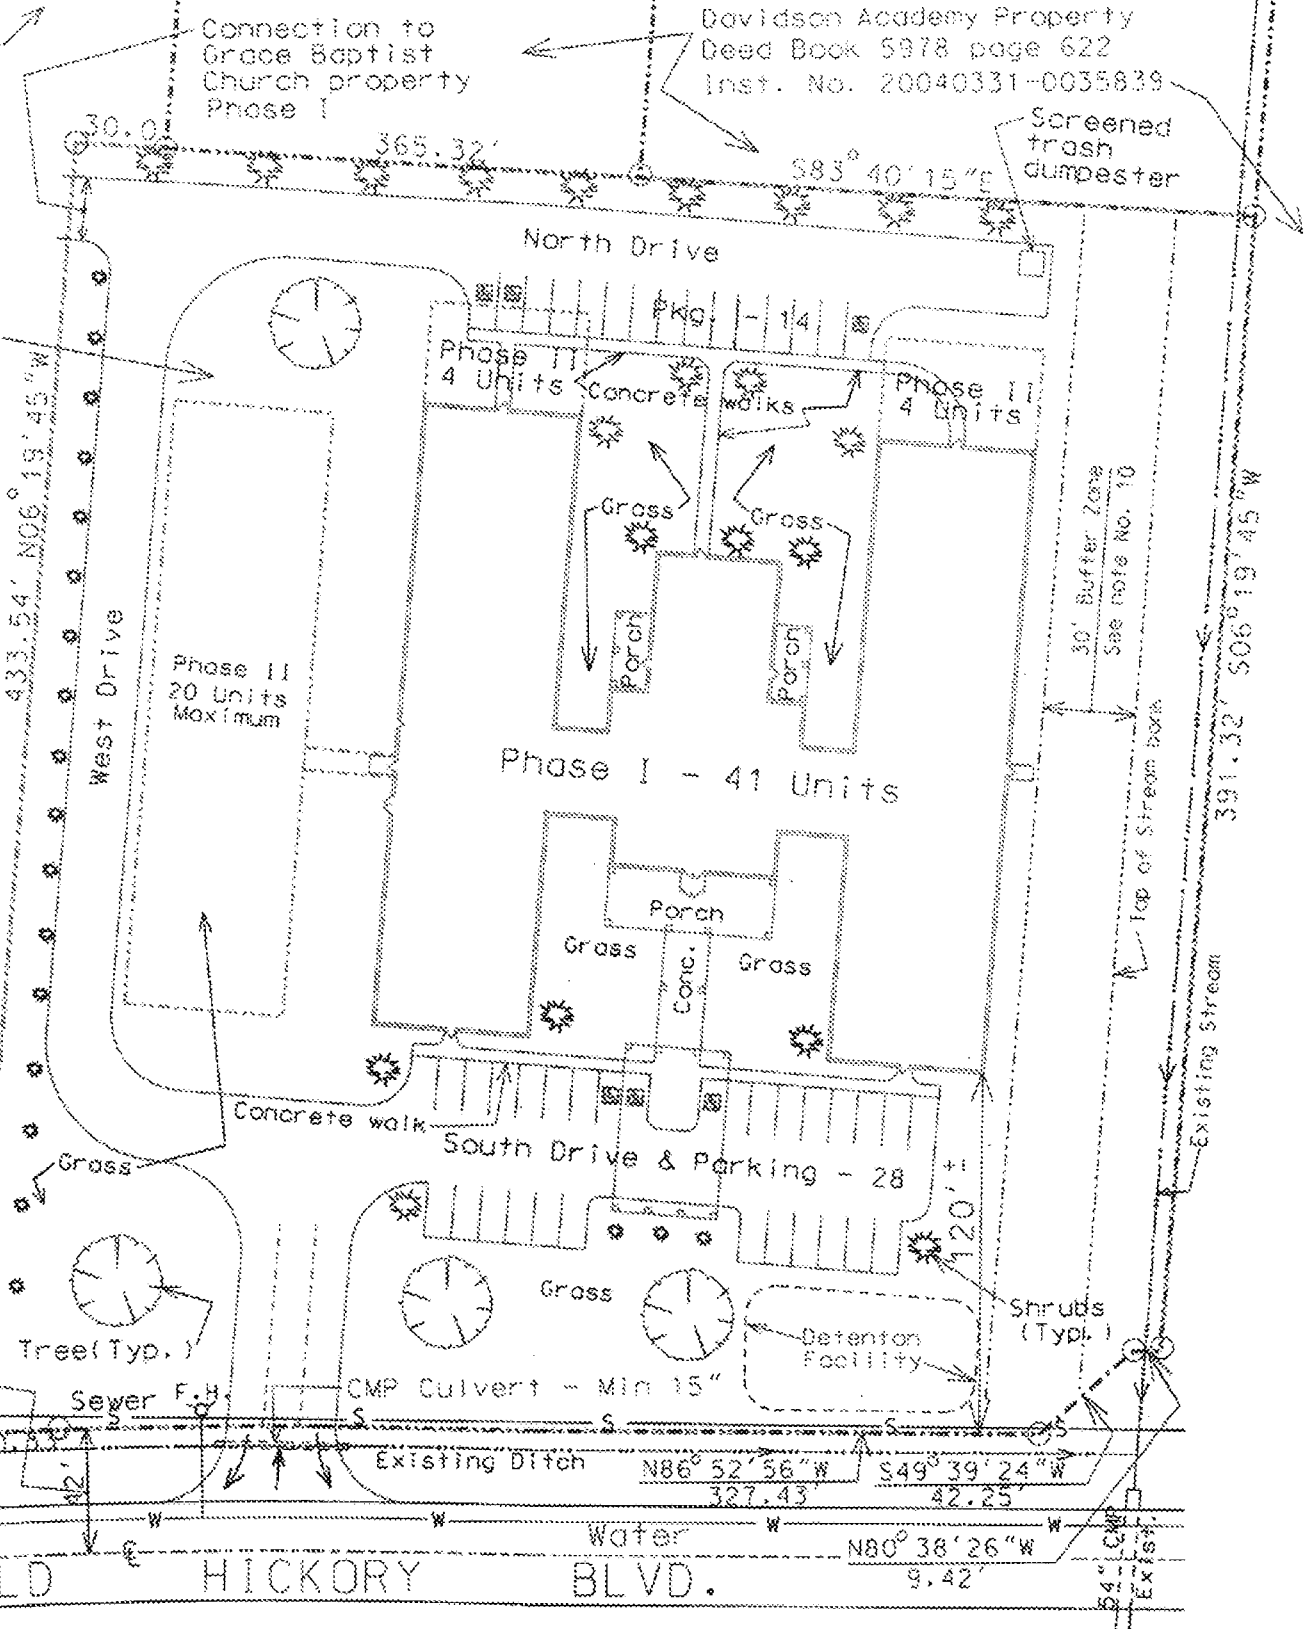 Connection to
Grace Baptist
Church property
Phase I
Davidson Academy Property
Deed Book 5978 page 622
Inst. No. 20040331-0035839
Screened
trash
dumpester
30.0
365.32'
S83° 40' 15"E
North Drive
Pkg. - 14
Phase II
4 Units
Concrete walks
Phase II
4 Units
433.54' N06° 19' 45"W
West Drive
Grass
Grass
Porch
Porch
30' Buffer Zone
See note No. 10
391.32' S06° 19' 45"W
Phase II
20 Units
Maximum
Phase I - 41 Units
Top of Stream bank
Porch
Grass
Grass
Conc.
Existing Stream
Concrete walk
South Drive & Parking - 28
120' ±
Grass
Grass
Shrubs
(Typ.)
Detenton
Facility
Tree(Typ.)
Sewer
F.H.
CMP Culvert - Min 15"
S
S
S
S
S
Existing Ditch
N86° 52' 56"W
327.43'
S49° 39' 24"W
42.25'
42'
W
W
W
W
Water
N80° 38' 26"W
9.42'
54" CMP
Exist.
LD HICKORY BLVD.